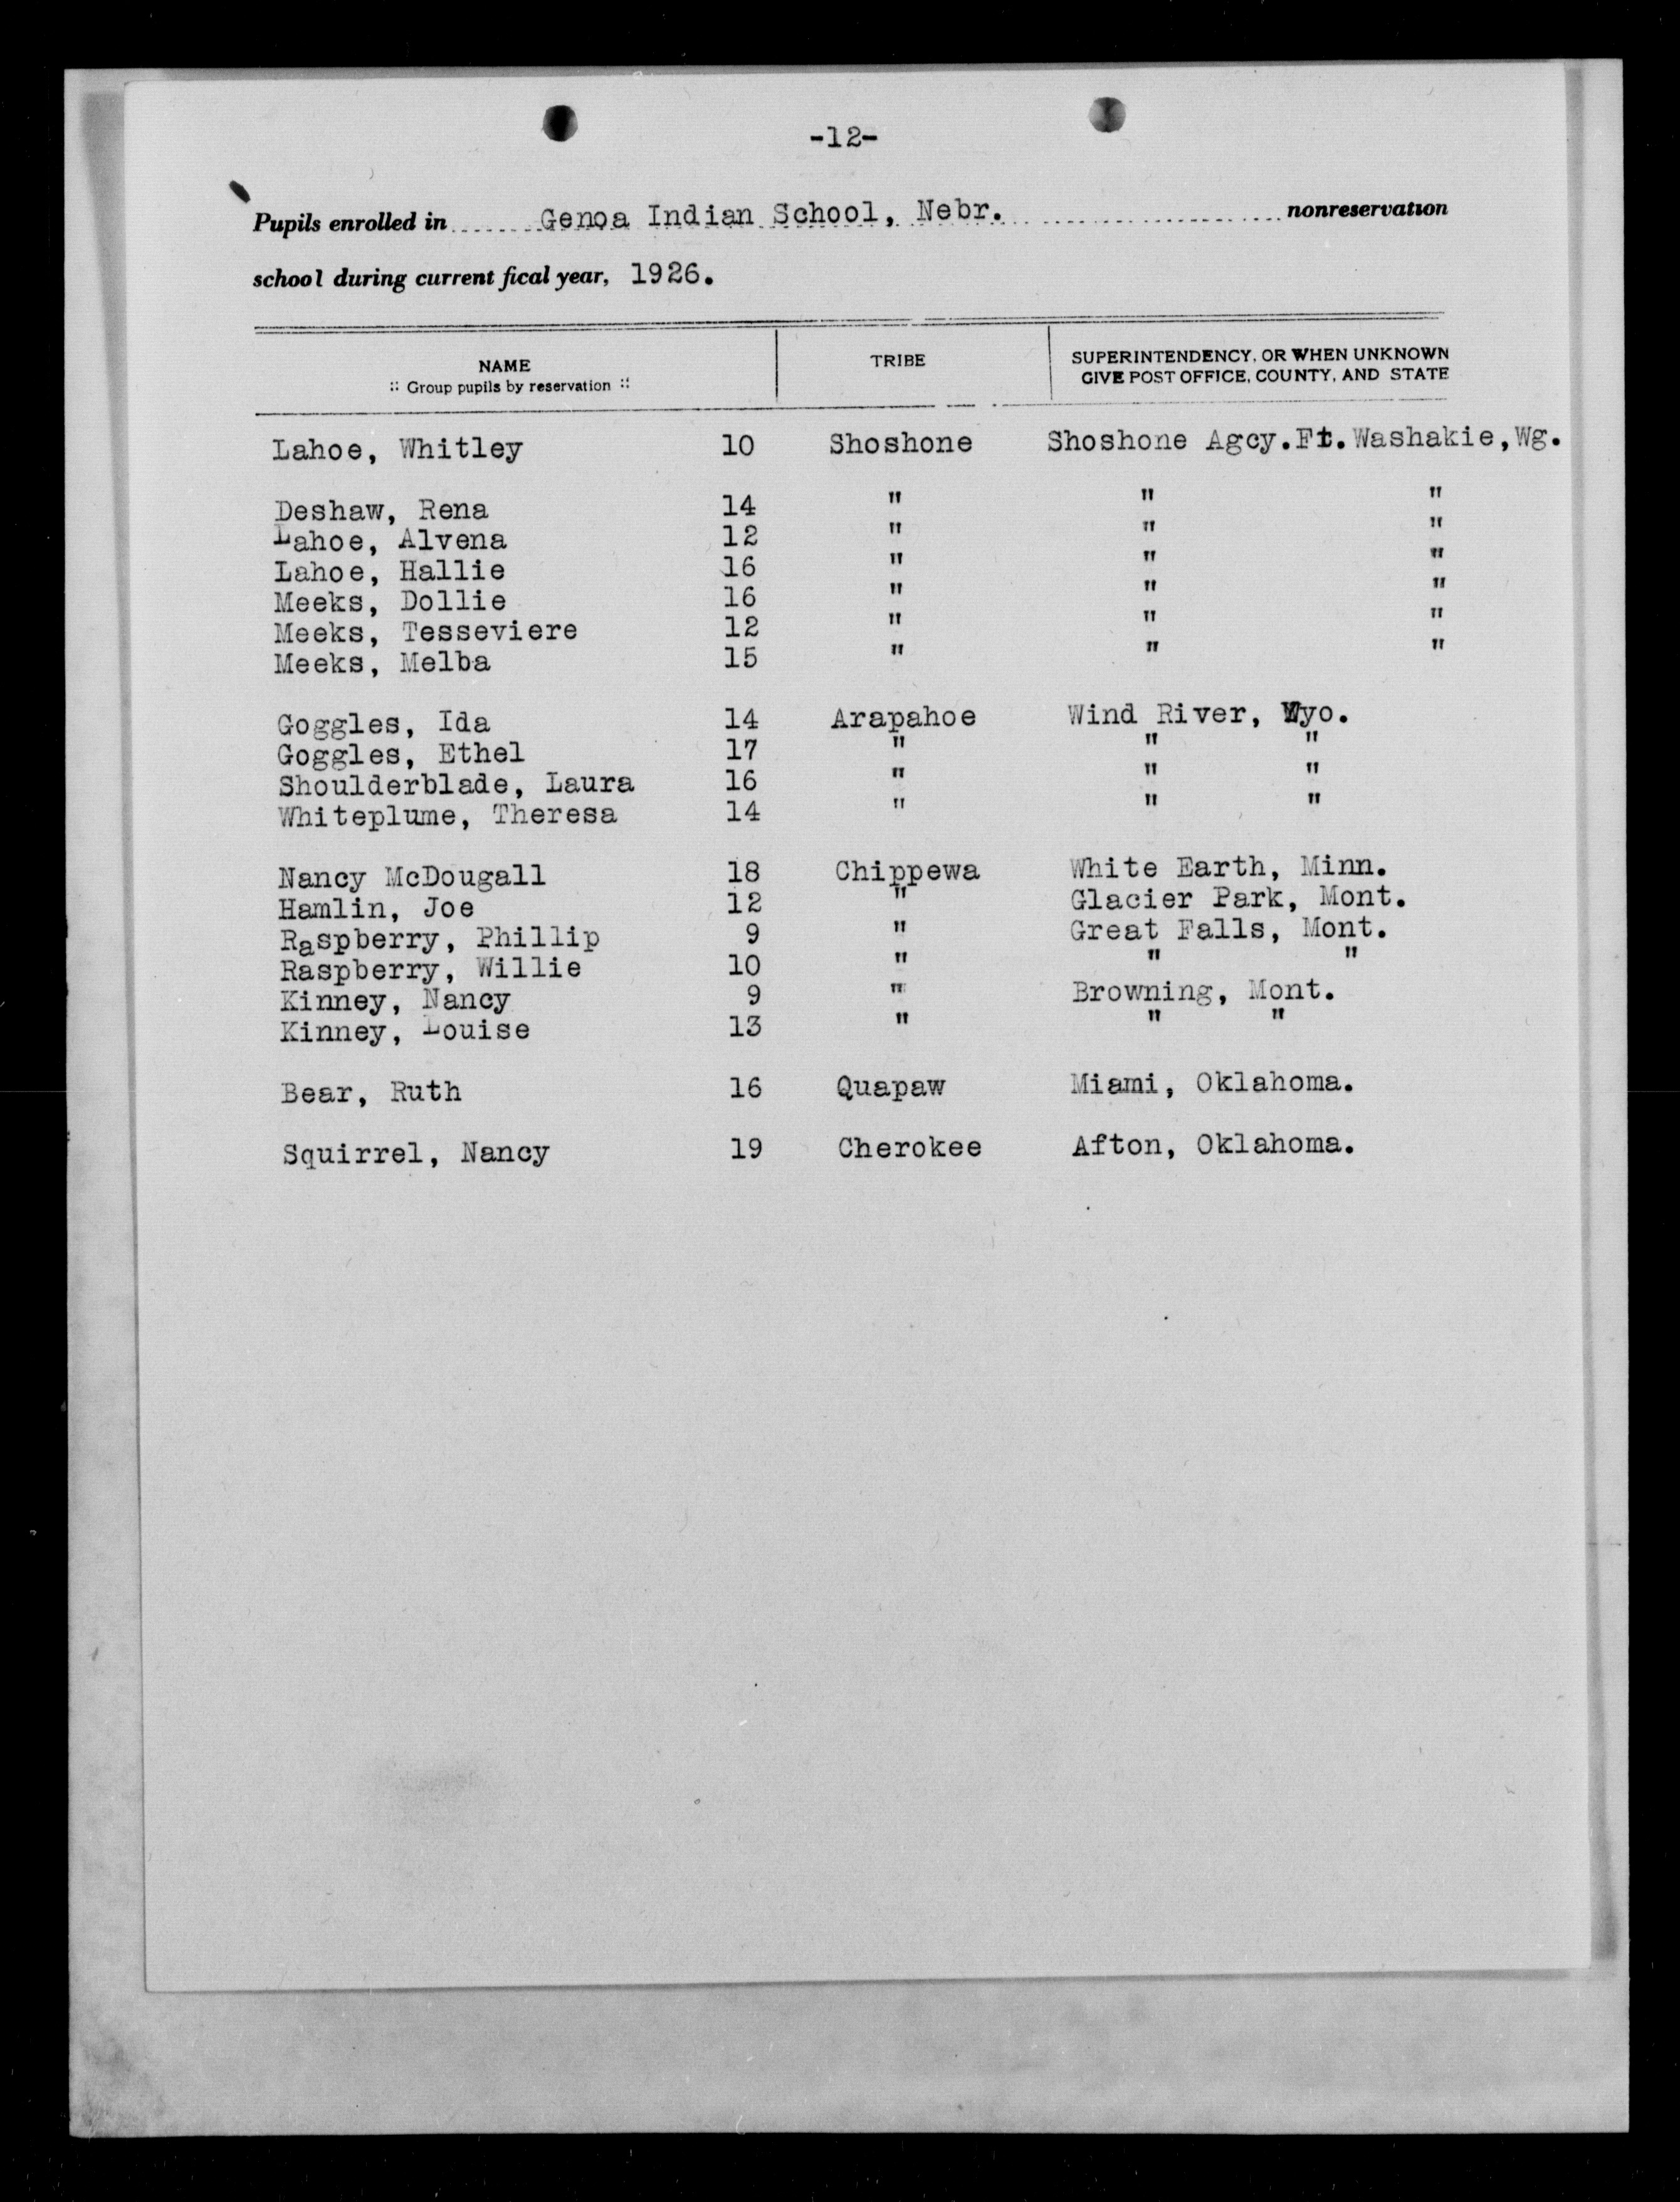 -12-
Pupils enrolled in Genoa Indian School, Nebr. nonreservation
school during current fical year, 1926.
NAME TRIBE SUPERINTENDENCY, OR WHEN UNKNOWN
:: Group pupils by reservation :: GIVE POST OFFICE, COUNTY, AND STATE
Lahoe, Whitley 10 Shoshone Shoshone Agcy.Ft.Washakie,Wg.
Deshaw, Rena 14 " " "
Lahoe, Alvena 12 " " "
Lahoe, Hallie 16 " " "
Meeks, Dollie 16 " " "
Meeks, Tesseviere 12 " " "
Meeks, Melba 15 " " "
Goggles, Ida 14 Arapahoe Wind River, Wyo.
Goggles, Ethel 17 " " "
Shoulderblade, Laura 16 " " "
Whiteplume, Theresa 14 " " "
Nancy McDougall 18 Chippewa White Earth, Minn.
Hamlin, Joe 12 " Glacier Park, Mont.
Raspberry, Phillip 9 " Great Falls, Mont.
Raspberry, Willie 10 " " "
Kinney, Nancy 9 " Browning, Mont.
Kinney, Louise 13 " " "
Bear, Ruth 16 Quapaw Miami, Oklahoma.
Squirrel, Nancy 19 Cherokee Afton, Oklahoma.